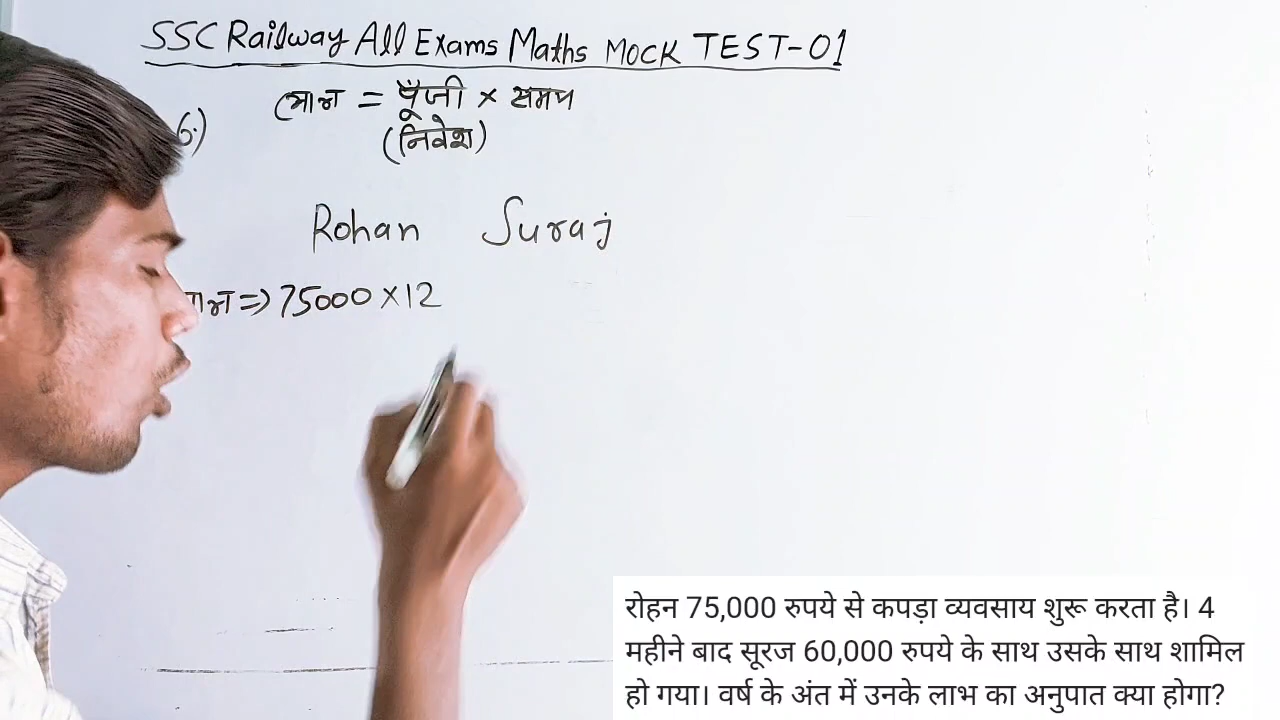 SSC Railway All Exams Maths MOCK TEST-01
6.) लाभ = पूँजी × समय
(निवेश)
Rohan Suraj
लाभ => 75000 × 12
रोहन 75,000 रुपये से कपड़ा व्यवसाय शुरू करता है। 4
महीने बाद सूरज 60,000 रुपये के साथ उसके साथ शामिल
हो गया। वर्ष के अंत में उनके लाभ का अनुपात क्या होगा?